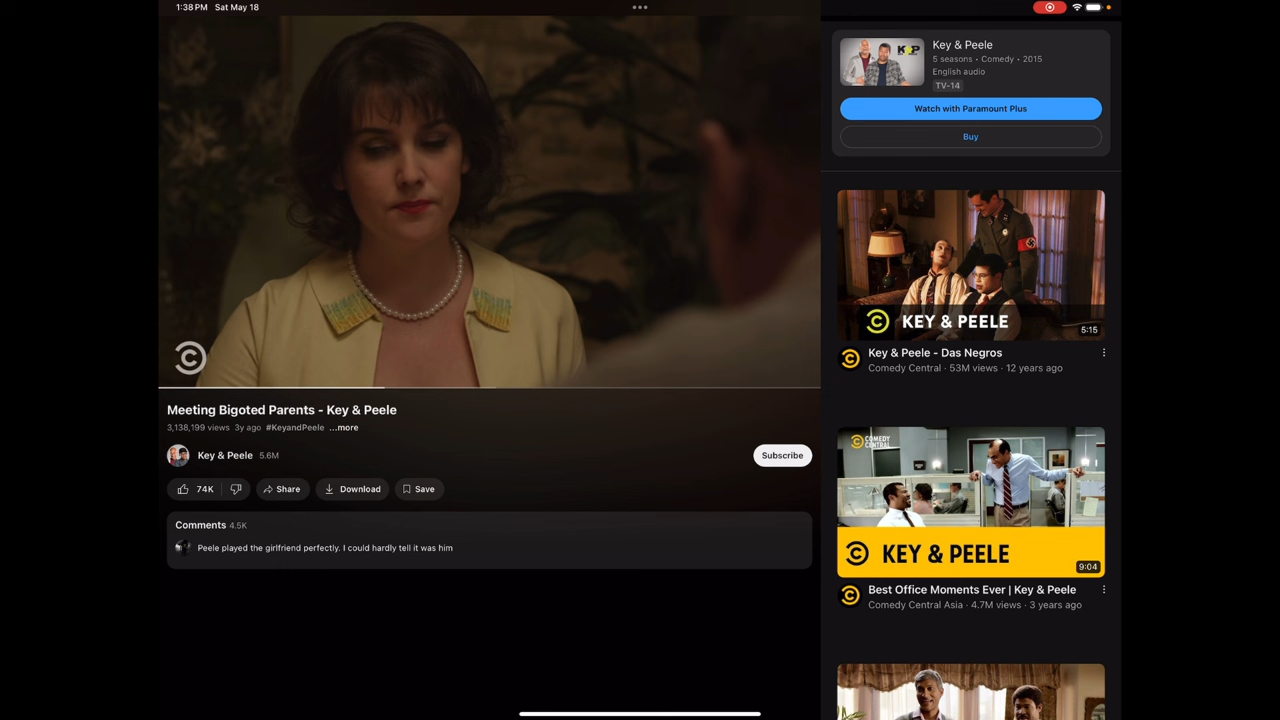 1:38 PM Sat May 18
Meeting Bigoted Parents - Key & Peele
3,138,199 views 3y ago #KeyandPeele ...more
Key & Peele 5.6M
Subscribe
74K
Share
Download
Save
Comments 4.5K
Peele played the girlfriend perfectly. I could hardly tell it was him
Key & Peele
5 seasons • Comedy • 2015
English audio
TV-14
Watch with Paramount Plus
Buy
KEY & PEELE
5:15
Key & Peele - Das Negros
Comedy Central · 53M views · 12 years ago
COMEDY
CENTRAL
KEY & PEELE
9:04
Best Office Moments Ever | Key & Peele
Comedy Central Asia · 4.7M views · 3 years ago